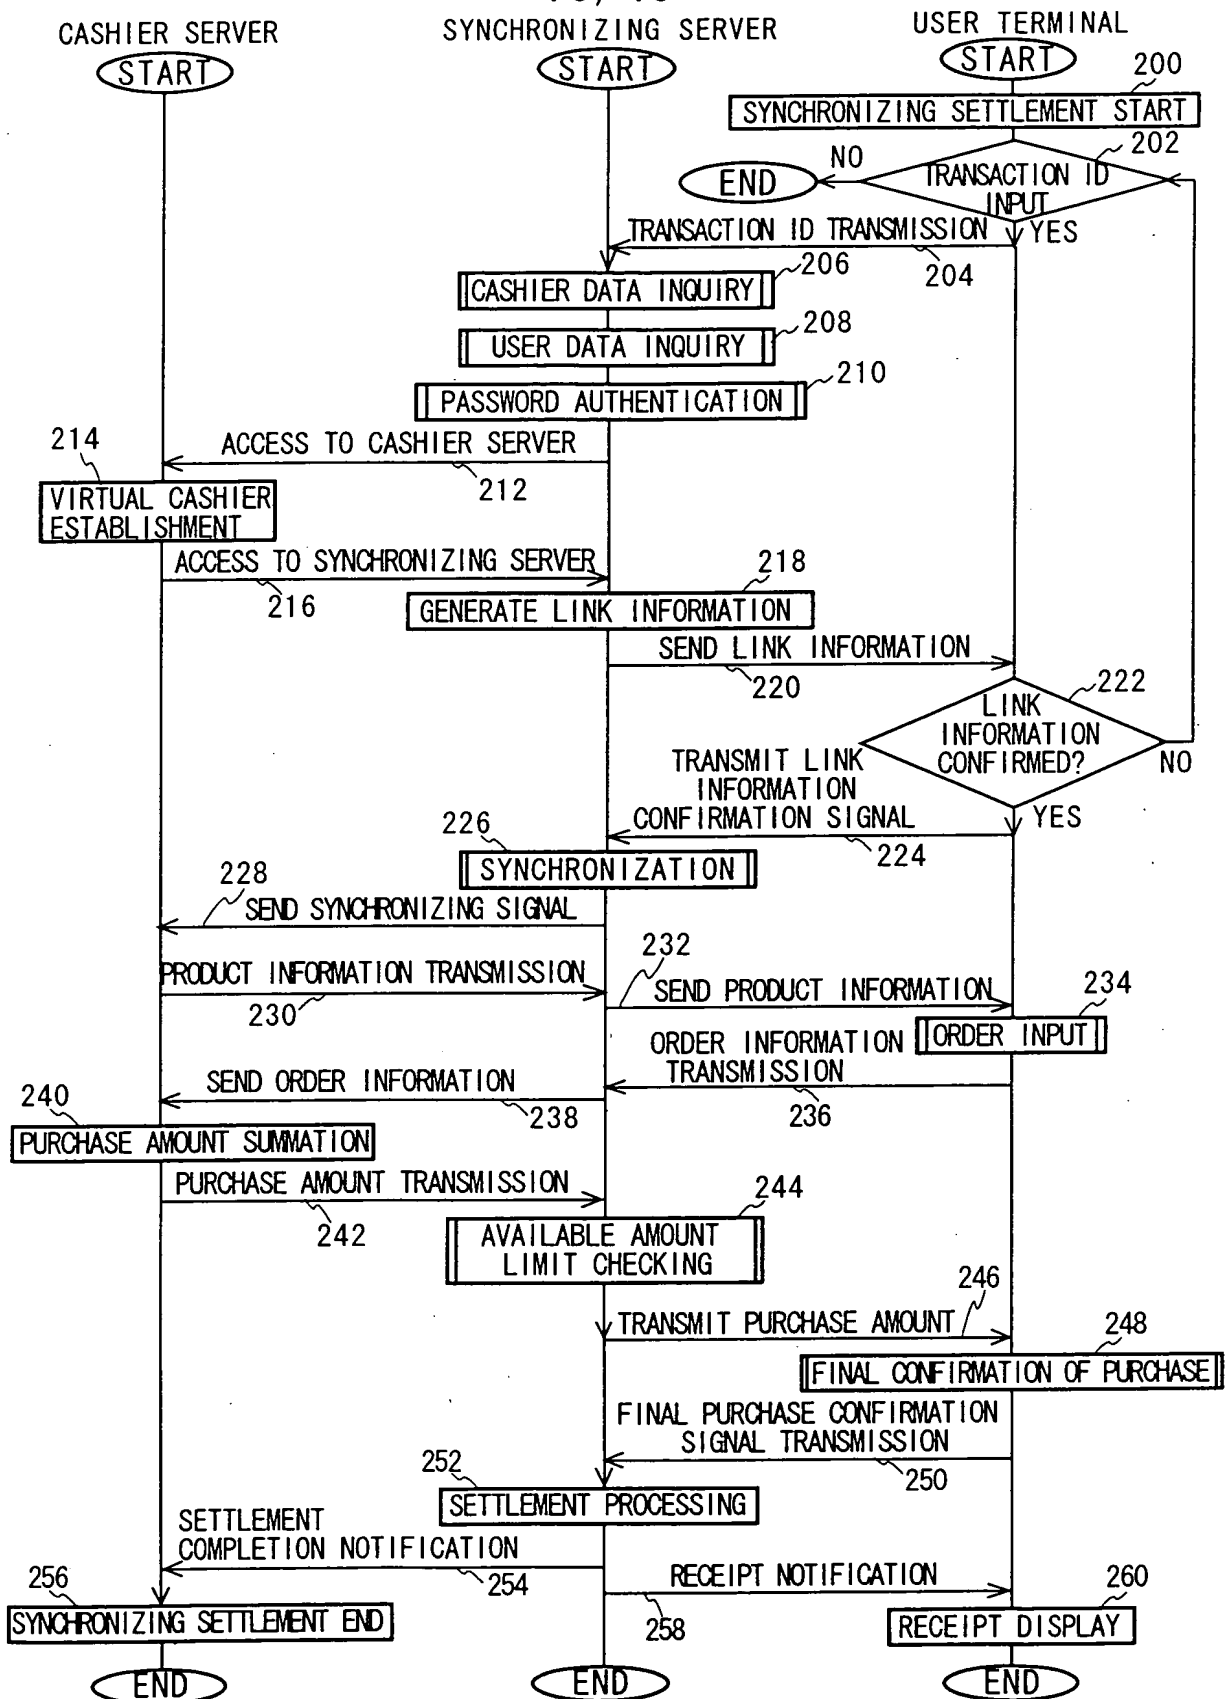 CASHIER SERVER
SYNCHRONIZING SERVER
USER TERMINAL
START
START
START
200
SYNCHRONIZING SETTLEMENT START
202
NO
END
TRANSACTION ID
INPUT
YES
TRANSACTION ID TRANSMISSION
204
206
CASHIER DATA INQUIRY
208
USER DATA INQUIRY
210
PASSWORD AUTHENTICATION
214
ACCESS TO CASHIER SERVER
212
VIRTUAL CASHIER
ESTABLISHMENT
ACCESS TO SYNCHRONIZING SERVER
216
218
GENERATE LINK INFORMATION
SEND LINK INFORMATION
220
222
LINK
INFORMATION
CONFIRMED?
NO
YES
TRANSMIT LINK
INFORMATION
CONFIRMATION SIGNAL
224
226
SYNCHRONIZATION
228
SEND SYNCHRONIZING SIGNAL
PRODUCT INFORMATION TRANSMISSION
230
232
SEND PRODUCT INFORMATION
234
ORDER INPUT
ORDER INFORMATION
TRANSMISSION
236
SEND ORDER INFORMATION
238
240
PURCHASE AMOUNT SUMMATION
PURCHASE AMOUNT TRANSMISSION
242
244
AVAILABLE AMOUNT
LIMIT CHECKING
246
TRANSMIT PURCHASE AMOUNT
248
FINAL CONFIRMATION OF PURCHASE
FINAL PURCHASE CONFIRMATION
SIGNAL TRANSMISSION
250
252
SETTLEMENT PROCESSING
SETTLEMENT
COMPLETION NOTIFICATION
254
256
SYNCHRONIZING SETTLEMENT END
RECEIPT NOTIFICATION
258
260
RECEIPT DISPLAY
END
END
END